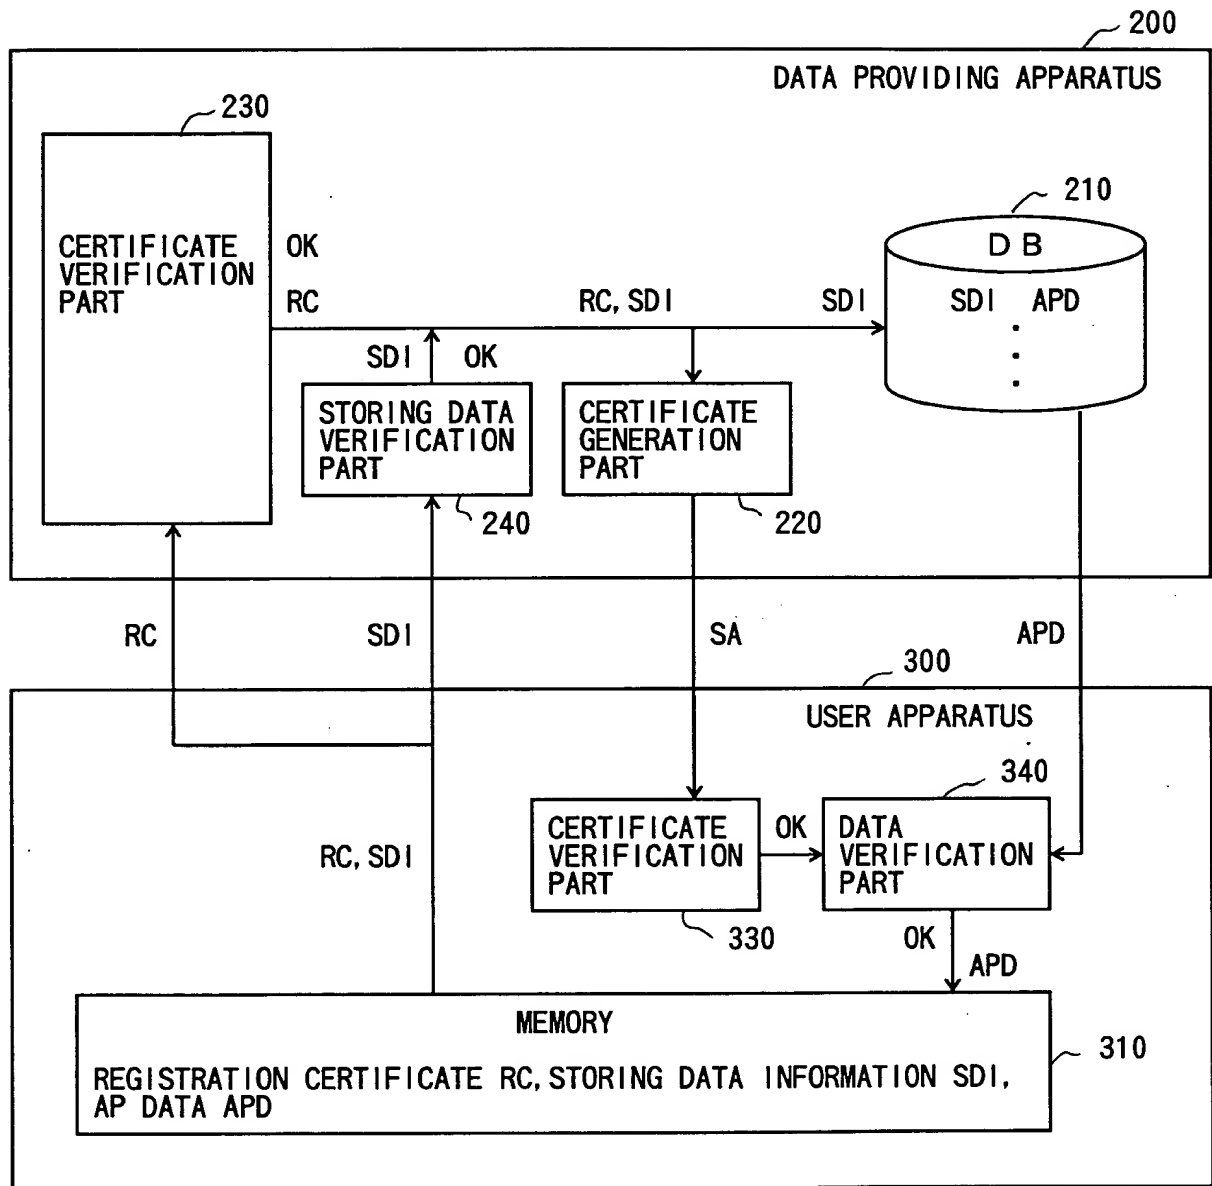 200
DATA PROVIDING APPARATUS
230
210
CERTIFICATE
VERIFICATION
PART
OK
RC
DB
RC, SDI
SDI
SDI APD
SDI OK
STORING DATA
VERIFICATION
PART
CERTIFICATE
GENERATION
PART
240
220
RC
SDI
SA
APD
300
USER APPARATUS
340
CERTIFICATE
VERIFICATION
PART
OK
DATA
VERIFICATION
PART
RC, SDI
330
OK
APD
MEMORY
310
REGISTRATION CERTIFICATE RC, STORING DATA INFORMATION SDI,
AP DATA APD